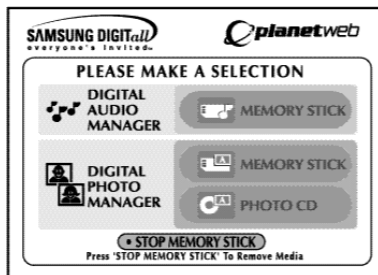 SAMSUNG DIGITall
everyone's invited™
planetweb
PLEASE MAKE A SELECTION
DIGITAL
AUDIO
MANAGER
MEMORY STICK
DIGITAL
PHOTO
MANAGER
MEMORY STICK
PHOTO CD
• STOP MEMORY STICK
Press 'STOP MEMORY STICK' To Remove Media